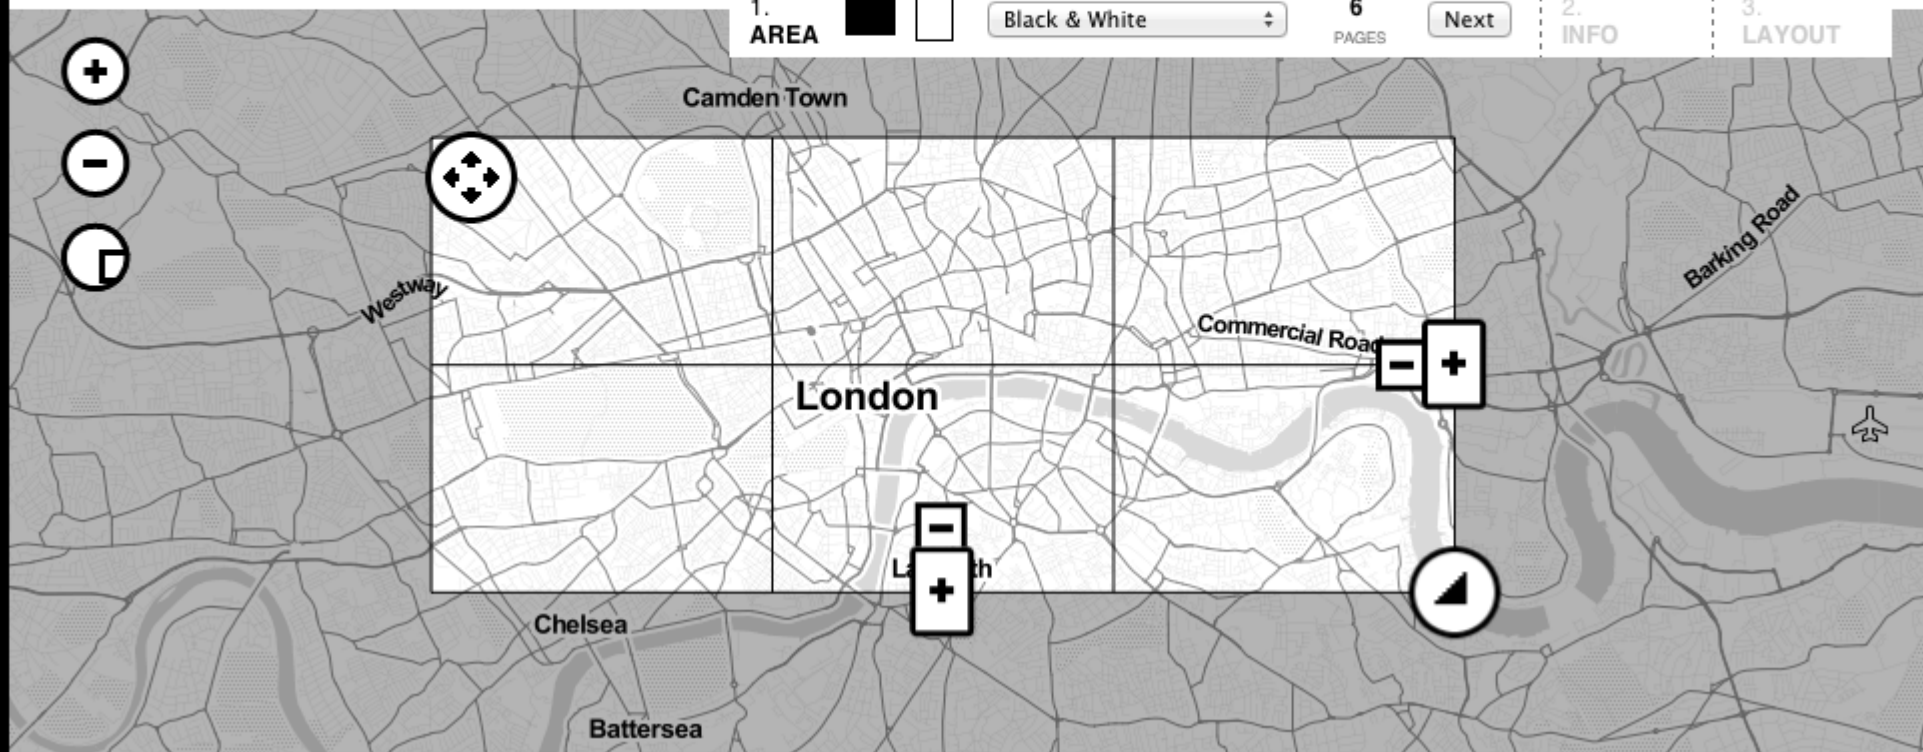 1.
AREA
Black & White
6
PAGES
Next
2.
INFO
3.
LAYOUT
Camden Town
Barking Road
Westway
Commercial Road
London
Chelsea
Battersea